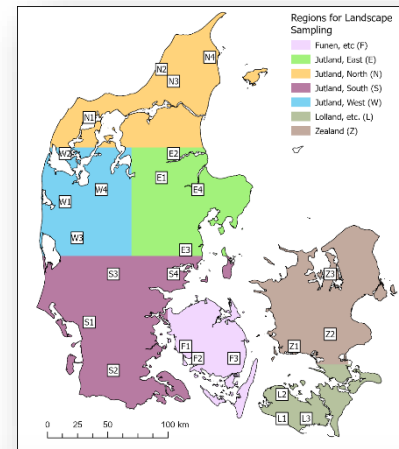 Regions for Landscape
Sampling
Funen, etc (F)
Jutland, East (E)
Jutland, North (N)
Jutland, South (S)
Jutland, West (W)
Lolland, etc. (L)
Zealand (Z)
N4
N2
N3
N1
W2
E2
E1
W4
E4
W1
W3
E3
S3
S4
Z3
S1
Z2
F1
Z1
F2
F3
S2
L2
L1
L3
0 25 50 100 km